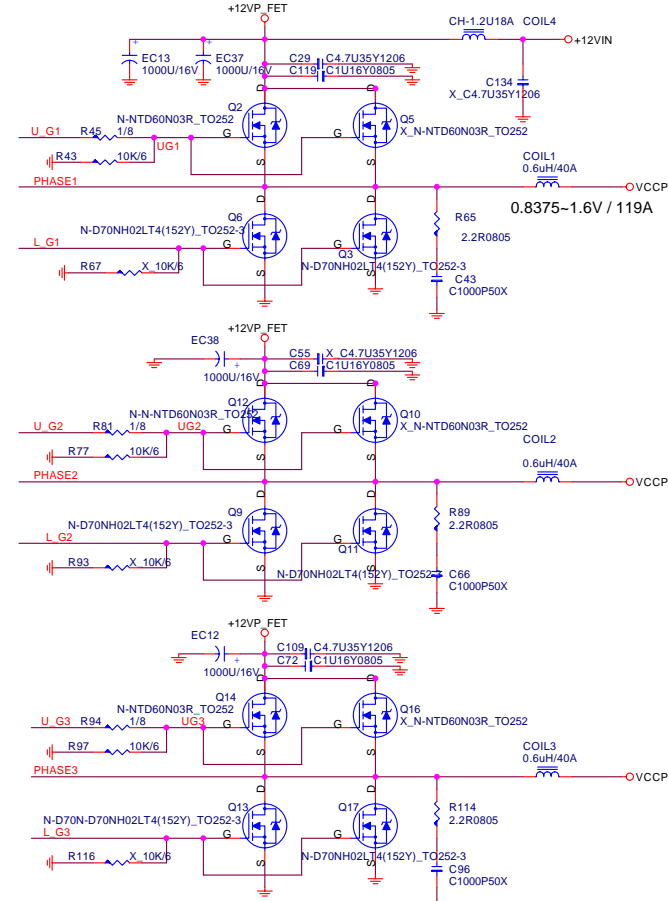 +12VP_FET
CH-1.2U18A COIL4
+12VIN
EC13
1000U/16V
EC37
1000U/16V
C29 C4.7U35Y1206
C119 C1U16Y0805
C134
X_C4.7U35Y1206
D
D
Q2
N-NTD60N03R_TO252
Q5
X_N-NTD60N03R_TO252
U_G1 R45 1/8
UG1
G
G
R43 10K/6
S
S
COIL1
0.6uH/40A
PHASE1
VCCP
0.8375~1.6V / 119A
D
D
Q6
N-D70NH02LT4(152Y)_TO252-3
R65
2.2R0805
L_G1
G
G
Q3
N-D70NH02LT4(152Y)_TO252-3
R67 X_10K/6
S
S
C43
C1000P50X
+12VP_FET
EC38
1000U/16V
C55 X_C4.7U35Y1206
C69 C1U16Y0805
D
D
Q12
N-N-NTD60N03R_TO252
Q10
X_N-NTD60N03R_TO252
U_G2 R81 1/8
UG2
G
G
R77 10K/6
S
S
COIL2
0.6uH/40A
PHASE2
VCCP
D
D
Q9
N-D70NH02LT4(152Y)_TO252-3
R89
2.2R0805
L_G2
G
G
Q11
R93 X_10K/6
S
S
N-D70NH02LT4(152Y)_TO252-3
C66
C1000P50X
+12VP_FET
EC12
1000U/16V
C109 C4.7U35Y1206
C72 C1U16Y0805
D
D
Q14
N-NTD60N03R_TO252
Q16
X_N-NTD60N03R_TO252
U_G3 R94 1/8
UG3
G
G
R97 10K/6
S
S
COIL3
0.6uH/40A
PHASE3
VCCP
D
D
Q13
Q17
N-D70N-D70NH02LT4(152Y)_TO252-3
R114
2.2R0805
L_G3
G
G
R116 X_10K/6
S
S
N-D70NH02LT4(152Y)_TO252-3
C96
C1000P50X